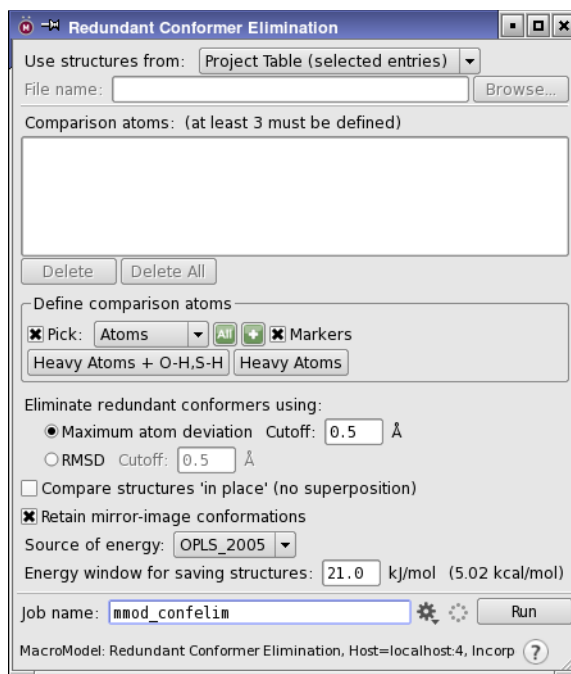 Redundant Conformer Elimination
Use structures from: Project Table (selected entries)
File name: Browse...
Comparison atoms: (at least 3 must be defined)
Delete Delete All
Define comparison atoms
Pick: Atoms All + Markers
Heavy Atoms + O-H,S-H Heavy Atoms
Eliminate redundant conformers using:
Maximum atom deviation Cutoff: 0.5 Å
RMSD Cutoff: 0.5 Å
Compare structures 'in place' (no superposition)
Retain mirror-image conformations
Source of energy: OPLS_2005
Energy window for saving structures: 21.0 kJ/mol (5.02 kcal/mol)
Job name: mmod_confelim Run
MacroModel: Redundant Conformer Elimination, Host=localhost:4, Incorp ?